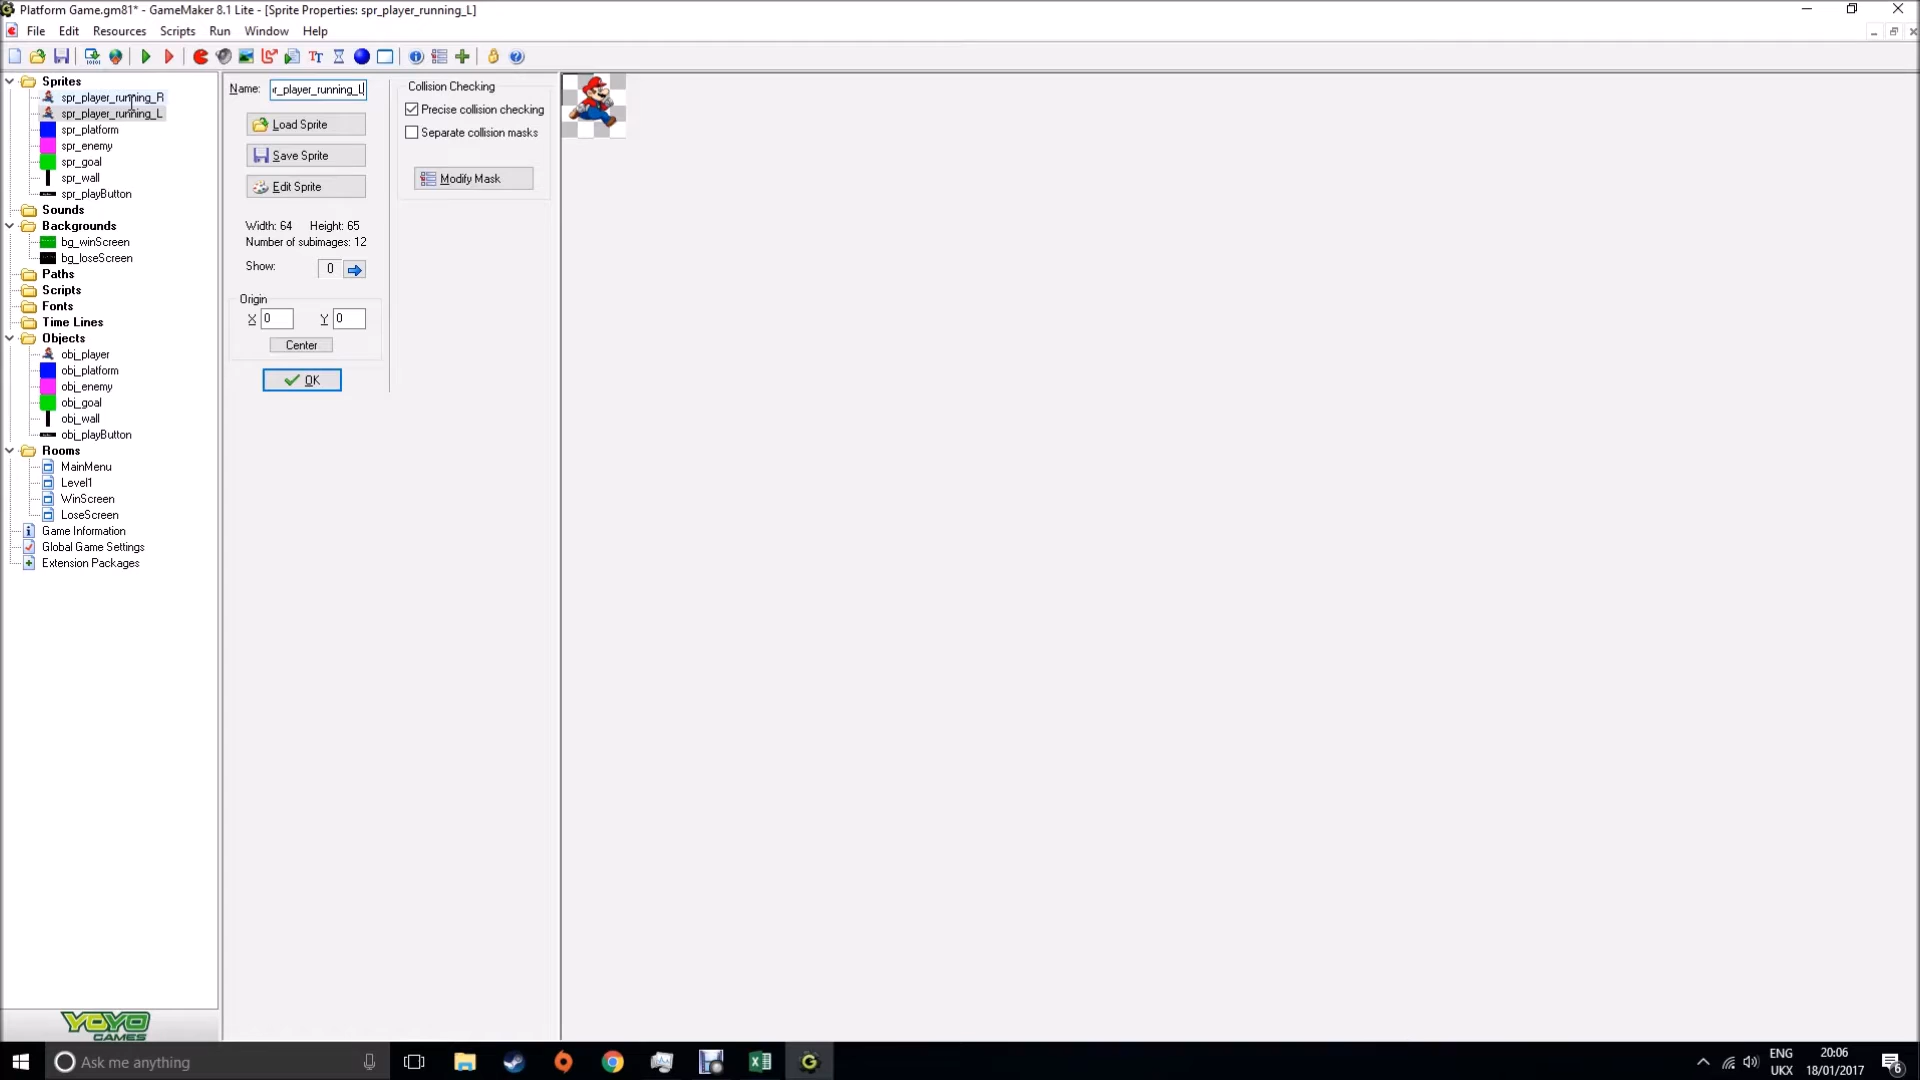 Platform Game.gm81* - GameMaker 8.1 Lite - [Sprite Properties: spr_player_running_L]
File Edit Resources Scripts Run Window Help
Sprites
spr_player_running_R
spr_player_running_L
spr_platform
spr_enemy
spr_goal
spr_wall
spr_playButton
Sounds
Backgrounds
bg_winScreen
bg_loseScreen
Paths
Scripts
Fonts
Time Lines
Objects
obj_player
obj_platform
obj_enemy
obj_goal
obj_wall
obj_playButton
Rooms
MainMenu
Level1
WinScreen
LoseScreen
Game Information
Global Game Settings
Extension Packages
YOYO
GAMES
Name: r_player_running_L
Load Sprite
Save Sprite
Edit Sprite
Width: 64 Height: 65
Number of subimages: 12
Show: 0
Origin
X 0 Y 0
Center
OK
Collision Checking
Precise collision checking
Separate collision masks
Modify Mask
Ask me anything
ENG
UKX
20:06
18/01/2017
6